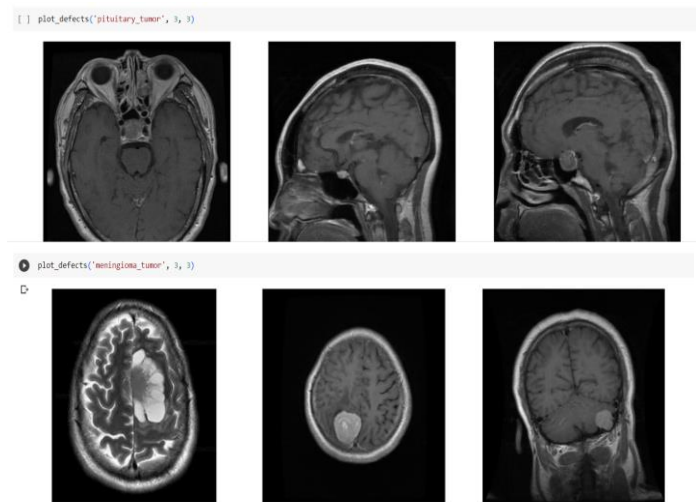 [ ] plot_defects('pituitary_tumor', 3, 3)
plot_defects('meningioma_tumor', 3, 3)